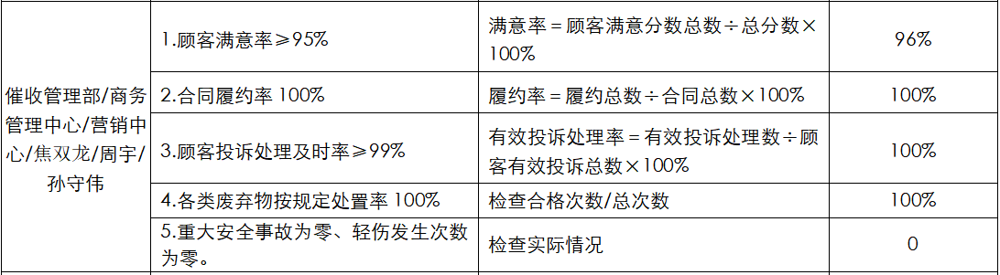 催收管理部/商务
管理中心/营销中
心/焦双龙/周宇/
孙守伟
1.顾客满意率≥95%
满意率＝顾客满意分数总数÷总分数×
100%
96%
2.合同履约率 100%
履约率＝履约总数÷合同总数×100%
100%
3.顾客投诉处理及时率≥99%
有效投诉处理率＝有效投诉处理数÷顾
客有效投诉总数×100%
100%
4.各类废弃物按规定处置率 100%
检查合格次数/总次数
100%
5.重大安全事故为零、轻伤发生次数
为零。
检查实际情况
0